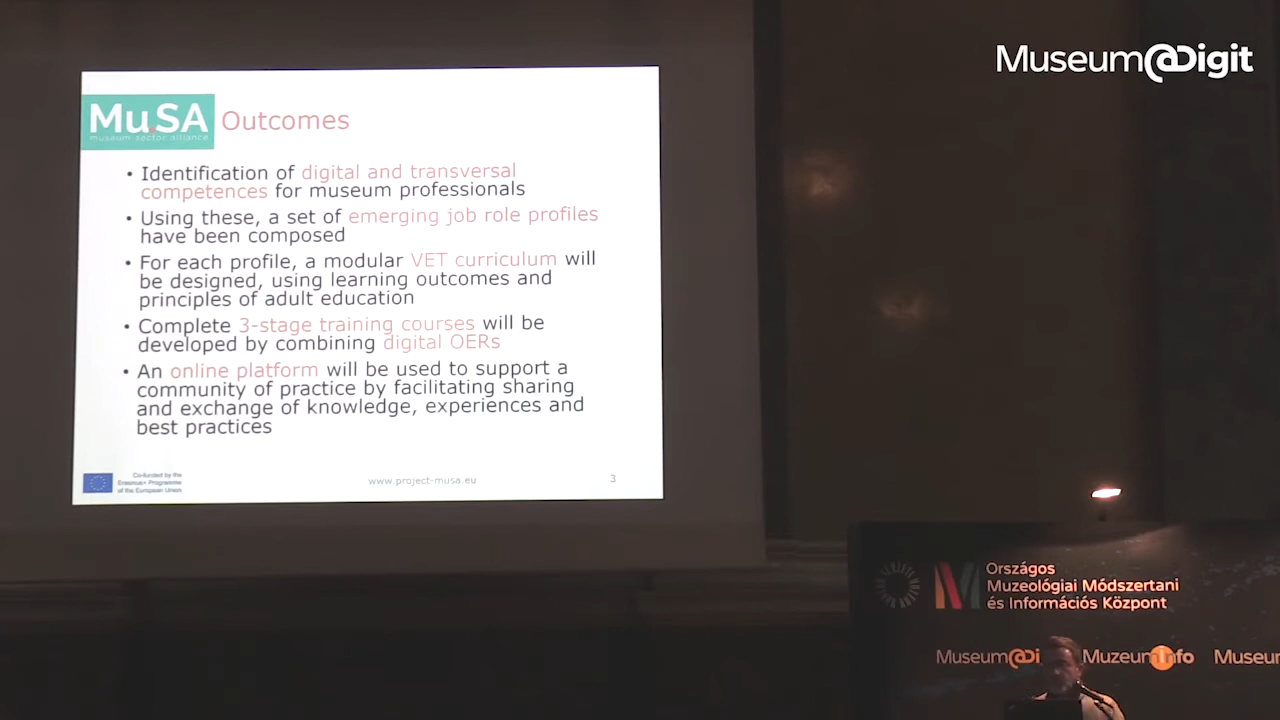 Museum@Digit
MuSA
museum sector alliance
Outcomes
• Identification of digital and transversal
competences for museum professionals
• Using these, a set of emerging job role profiles
have been composed
• For each profile, a modular VET curriculum will
be designed, using learning outcomes and
principles of adult education
• Complete 3-stage training courses will be
developed by combining digital OERs
• An online platform will be used to support a
community of practice by facilitating sharing
and exchange of knowledge, experiences and
best practices
Co-funded by the
Erasmus+ Programme
of the European Union
www.project-musa.eu
3
Országos
Muzeológiai Módszertani
és Információs Központ
Museum@Di
Muzeuminfo
Museum